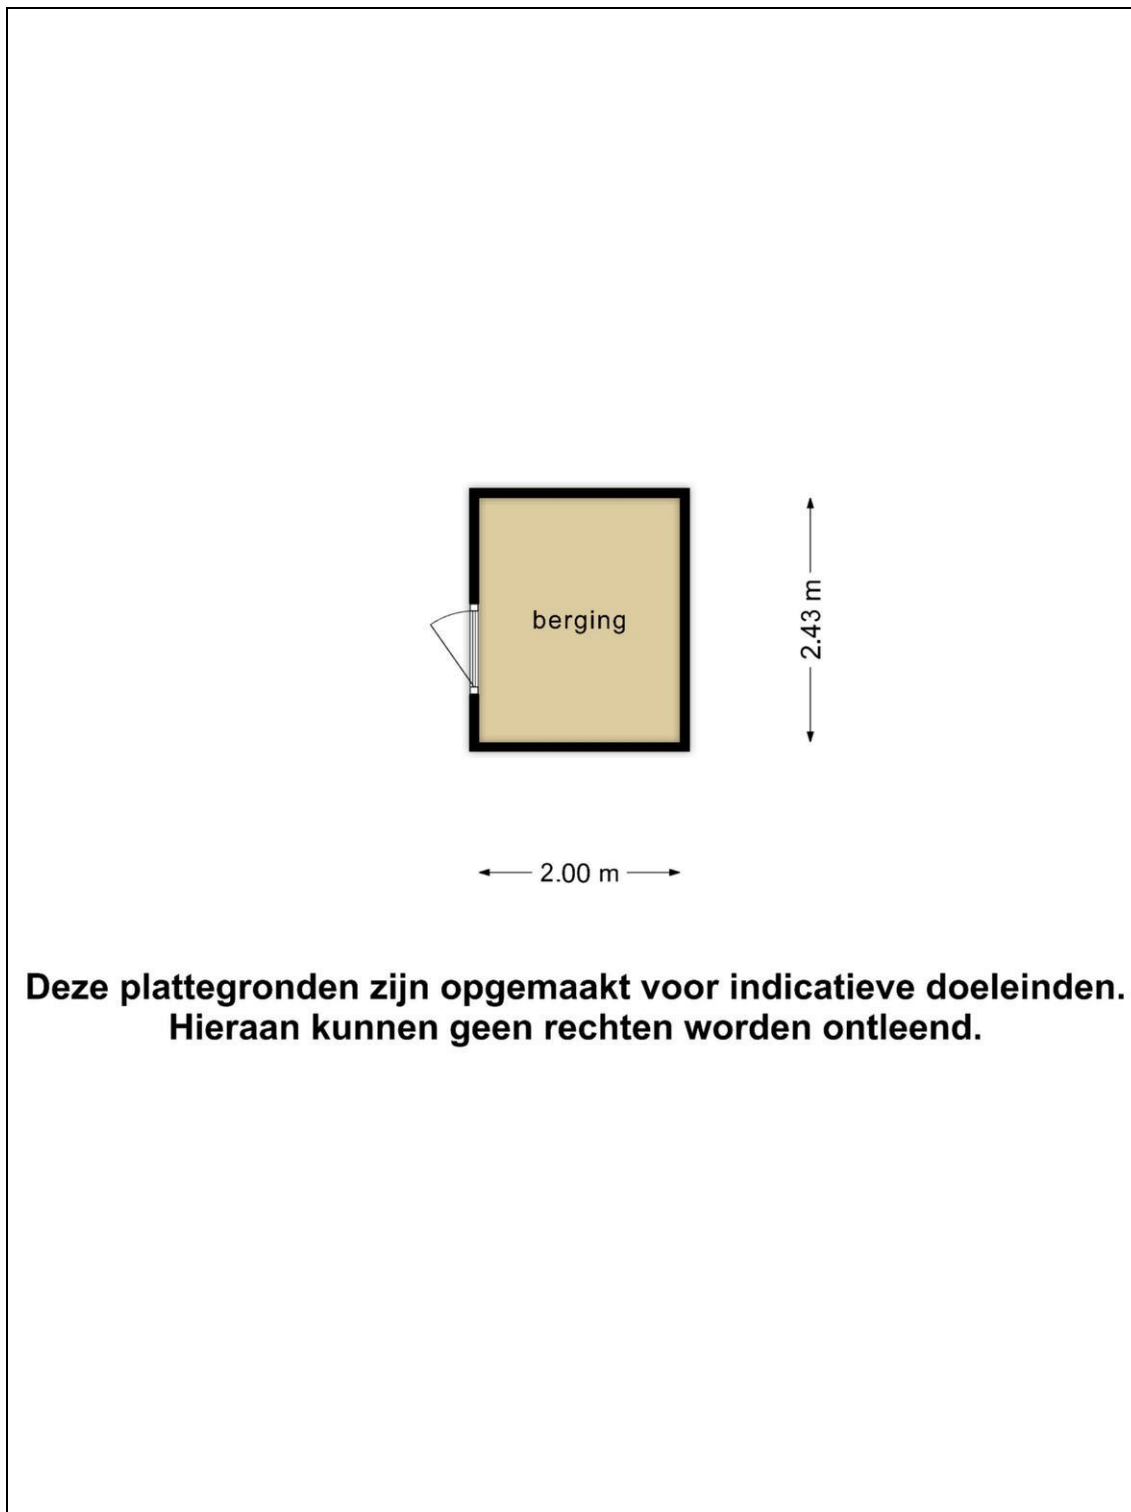 berging
2.43 m
2.00 m
Deze plattegronden zijn opgemaakt voor indicatieve doeleinden.
Hieraan kunnen geen rechten worden ontleend.